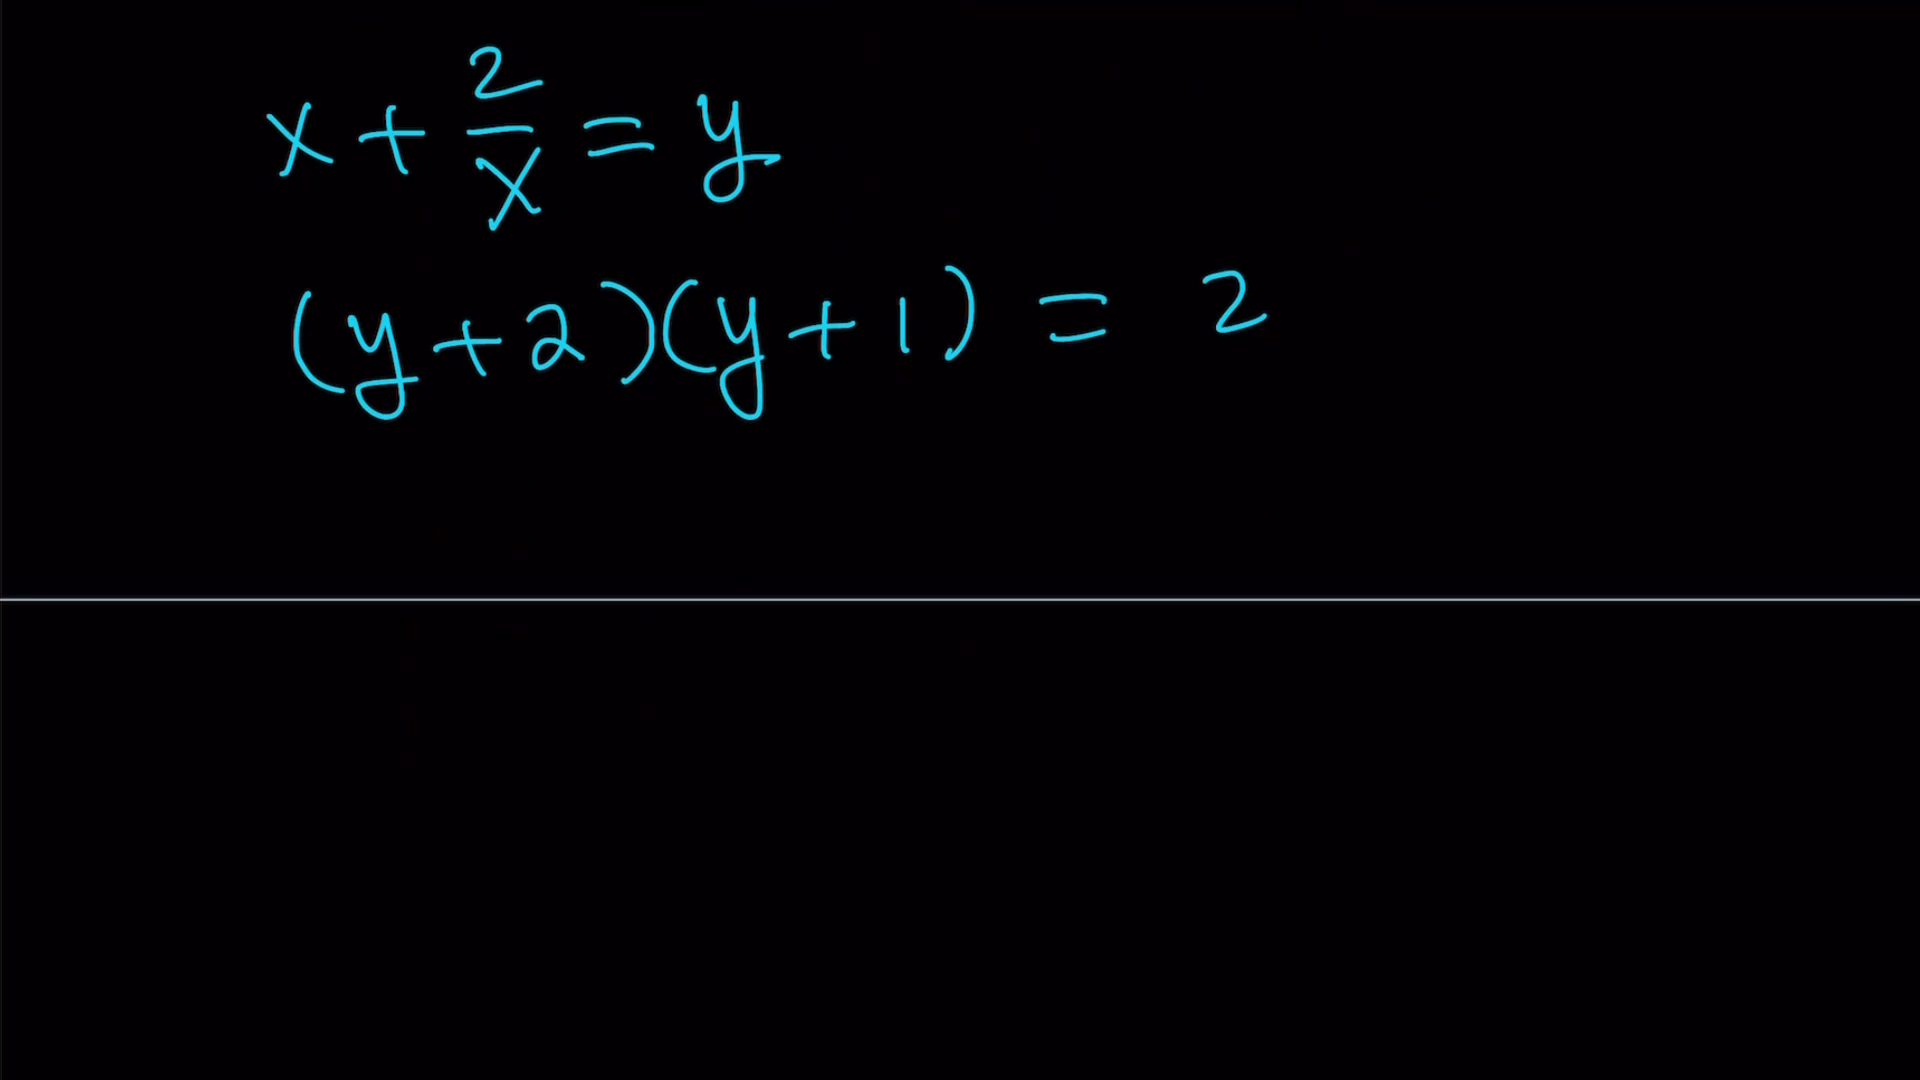 x + 2/x = y
(y+2)(y+1) = 2